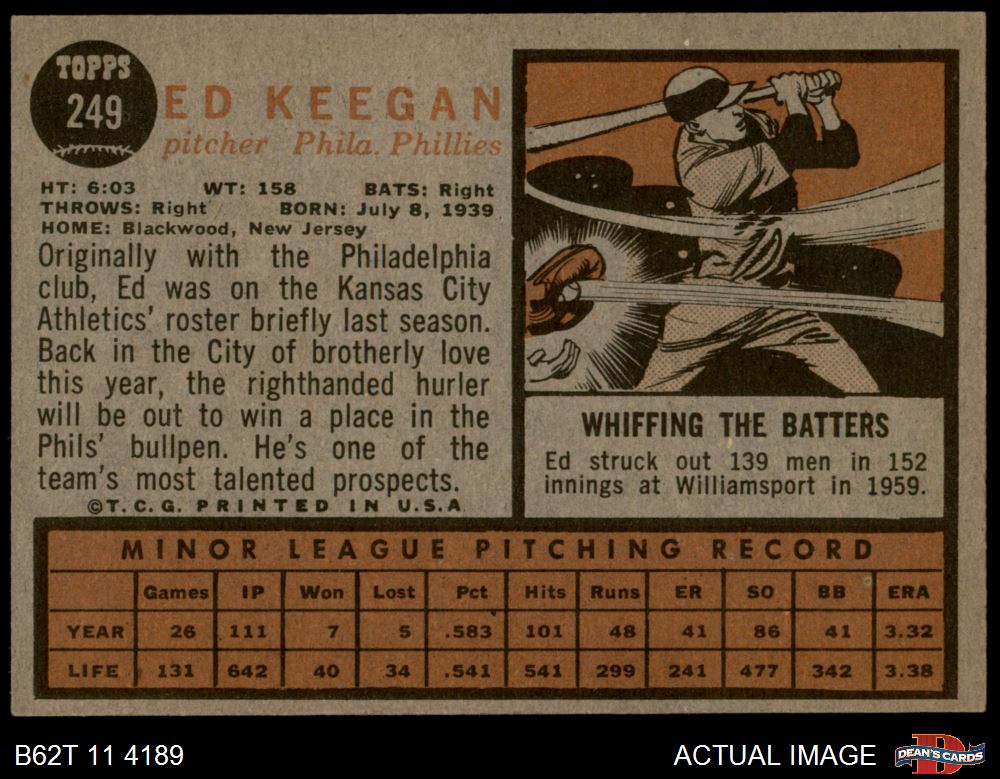 TOPPS
249
ED KEEGAN
pitcher Phila. Phillies
HT: 6:03 WT: 158 BATS: Right
THROWS: Right BORN: July 8, 1939
HOME: Blackwood, New Jersey
Originally with the Philadelphia
club, Ed was on the Kansas City
Athletics' roster briefly last season.
Back in the City of brotherly love
this year, the righthanded hurler
will be out to win a place in the
Phils' bullpen. He's one of the
team's most talented prospects.
©T. C. G. PRINTED IN U.S.A
WHIFFING THE BATTERS
Ed struck out 139 men in 152
innings at Williamsport in 1959.
MINOR LEAGUE PITCHING RECORD
Games IP Won Lost Pct Hits Runs ER SO BB ERA
YEAR 26 111 7 5 .583 101 48 41 86 41 3.32
LIFE 131 642 40 34 .541 541 299 241 477 342 3.38
B62T 11 4189 ACTUAL IMAGE DEAN'S CARDS